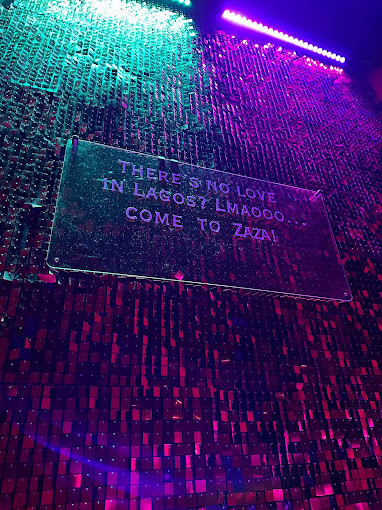 THERE'S NO LOVE
IN LAGOS? LMAOOO...
COME TO ZAZA!